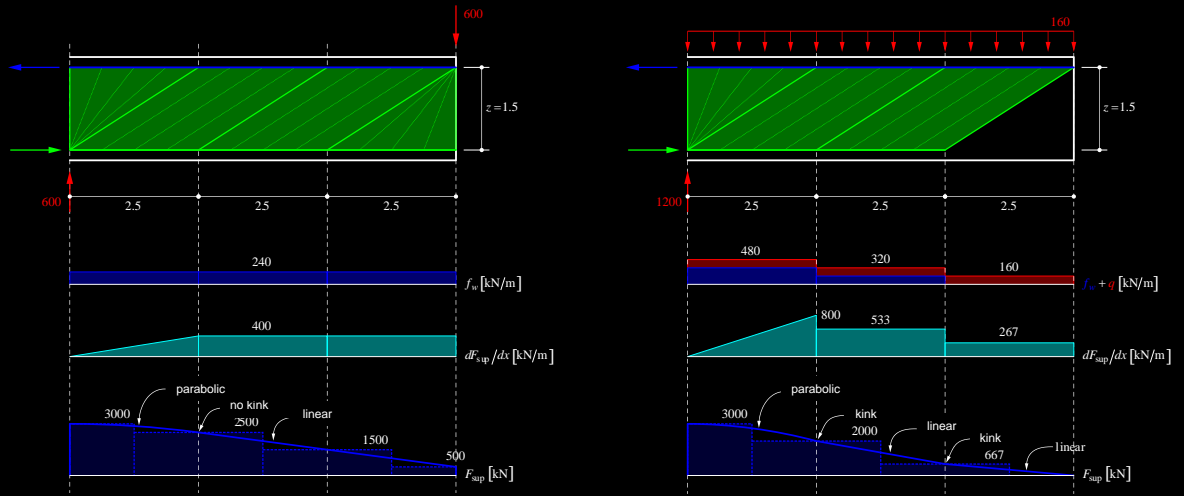 600
z=1.5
600
2.5
2.5
2.5
240
f_w [kN/m]
400
dF_sup/dx [kN/m]
parabolic
no kink
linear
3000
2500
1500
500
F_sup [kN]
160
z=1.5
1200
2.5
2.5
2.5
480
320
160
f_w + q [kN/m]
800
533
267
dF_sup/dx [kN/m]
parabolic
kink
linear
kink
linear
3000
2000
667
F_sup [kN]